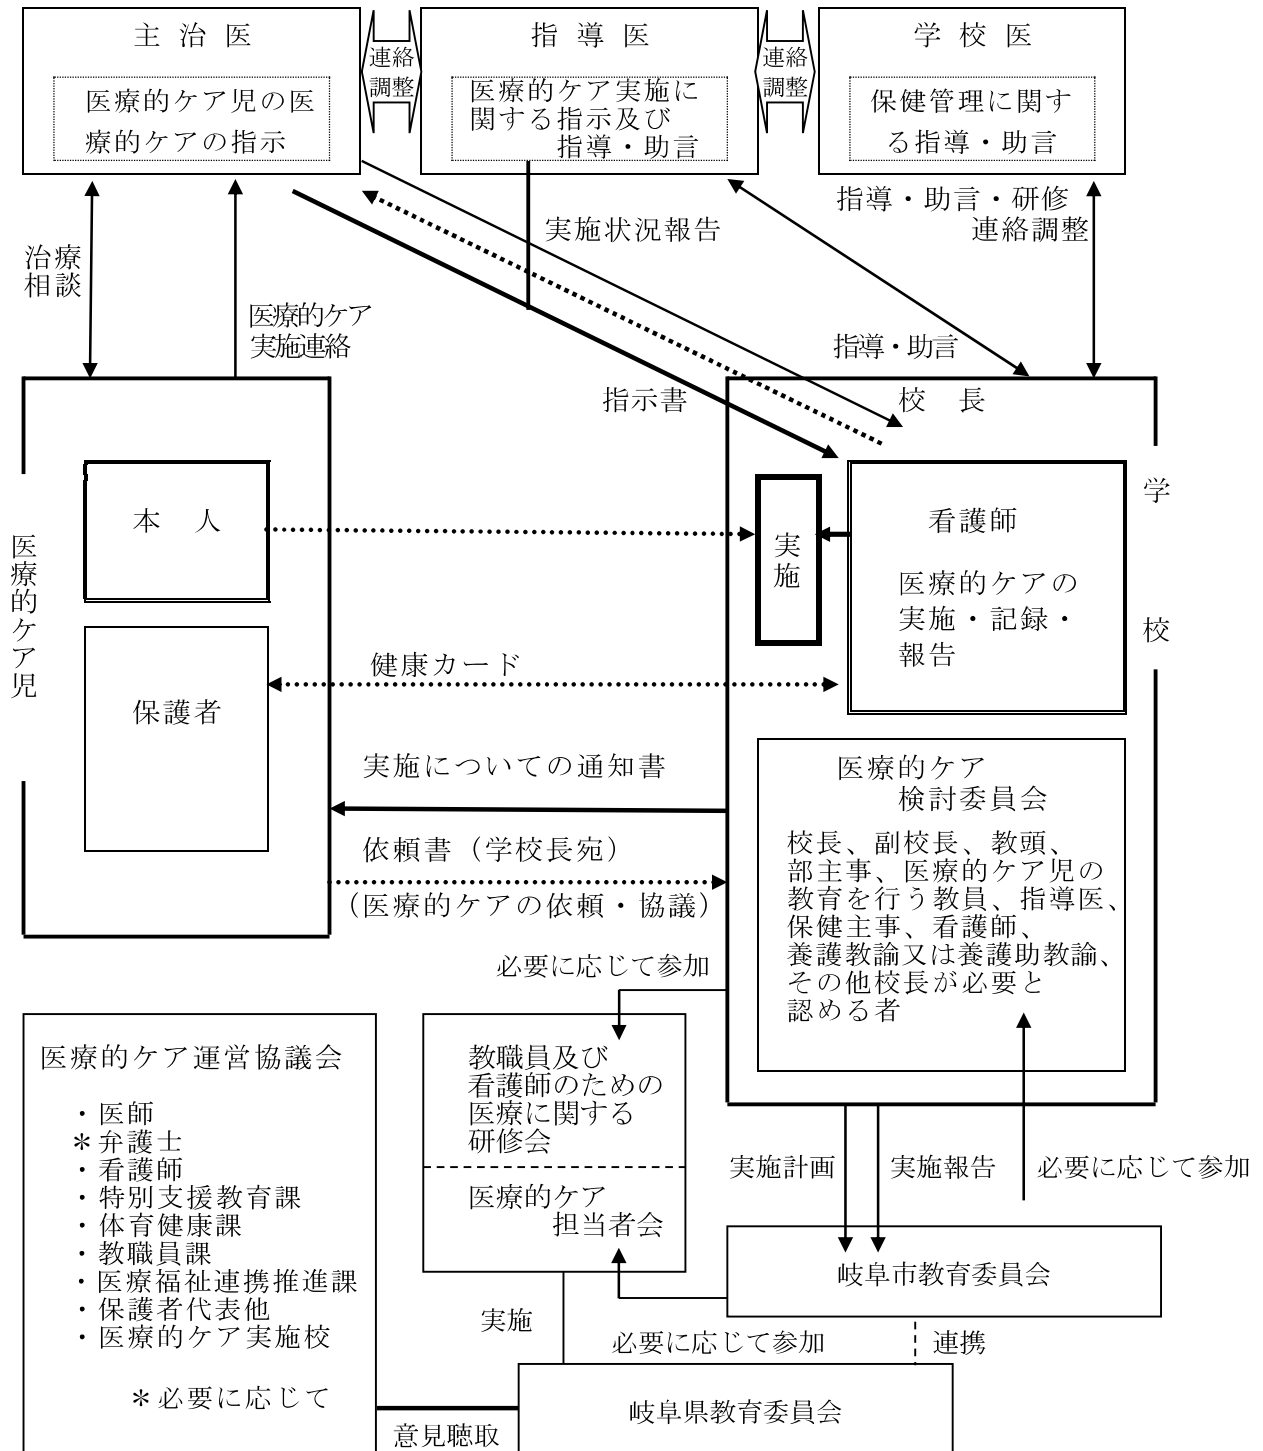 主治医
医療的ケア児の医
療的ケアの指示
連絡
調整
指導医
医療的ケア実施に
関する指示及び
指導・助言
連絡
調整
学校医
保健管理に関す
る指導・助言
治療
相談
医療的ケア
実施連絡
実施状況報告
指導・助言・研修
連絡調整
指導・助言
指示書
医療的ケア児
本 人
保護者
校 長
学
校
実施
看護師
医療的ケアの
実施・記録・
報告
健康カード
実施についての通知書
依頼書（学校長宛）
（医療的ケアの依頼・協議）
医療的ケア
検討委員会
校長、副校長、教頭、
部主事、医療的ケア児の
教育を行う教員、指導医、
保健主事、看護師、
養護教諭又は養護助教諭、
その他校長が必要と
認める者
必要に応じて参加
医療的ケア運営協議会
・医師
＊弁護士
・看護師
・特別支援教育課
・体育健康課
・教職員課
・医療福祉連携推進課
・保護者代表他
・医療的ケア実施校
＊必要に応じて
教職員及び
看護師のための
医療に関する
研修会
医療的ケア
担当者会
実施計画
実施報告
必要に応じて参加
岐阜市教育委員会
実施
必要に応じて参加
連携
岐阜県教育委員会
意見聴取